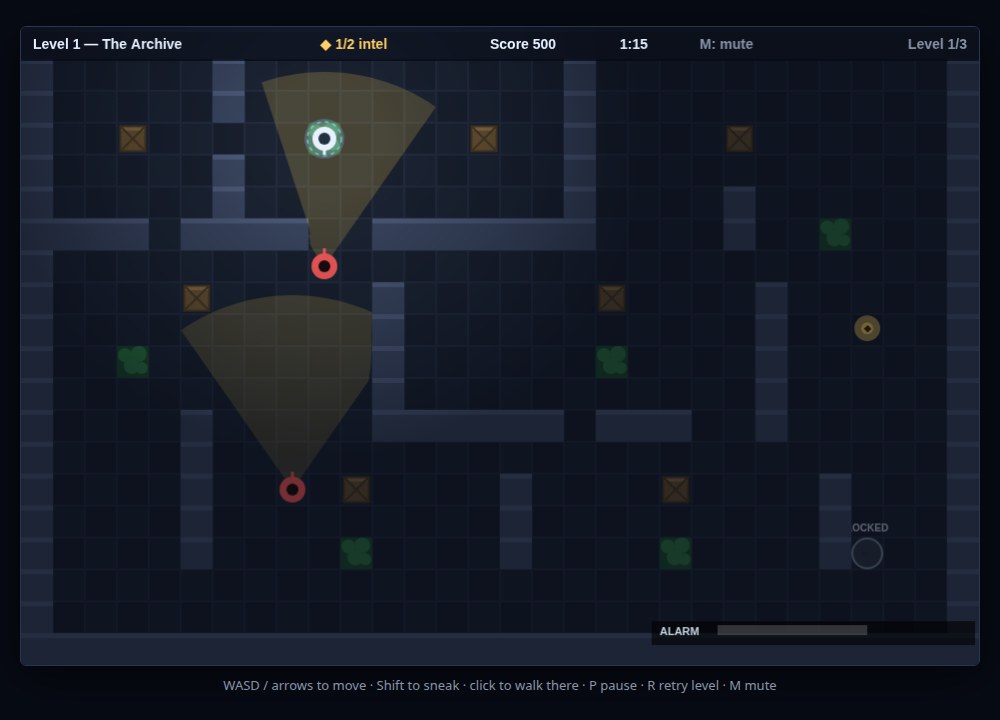 Level 1 — The Archive
◆ 1/2 intel
Score 500
1:15
M: mute
Level 1/3
OCKED
ALARM
WASD / arrows to move · Shift to sneak · click to walk there · P pause · R retry level · M mute